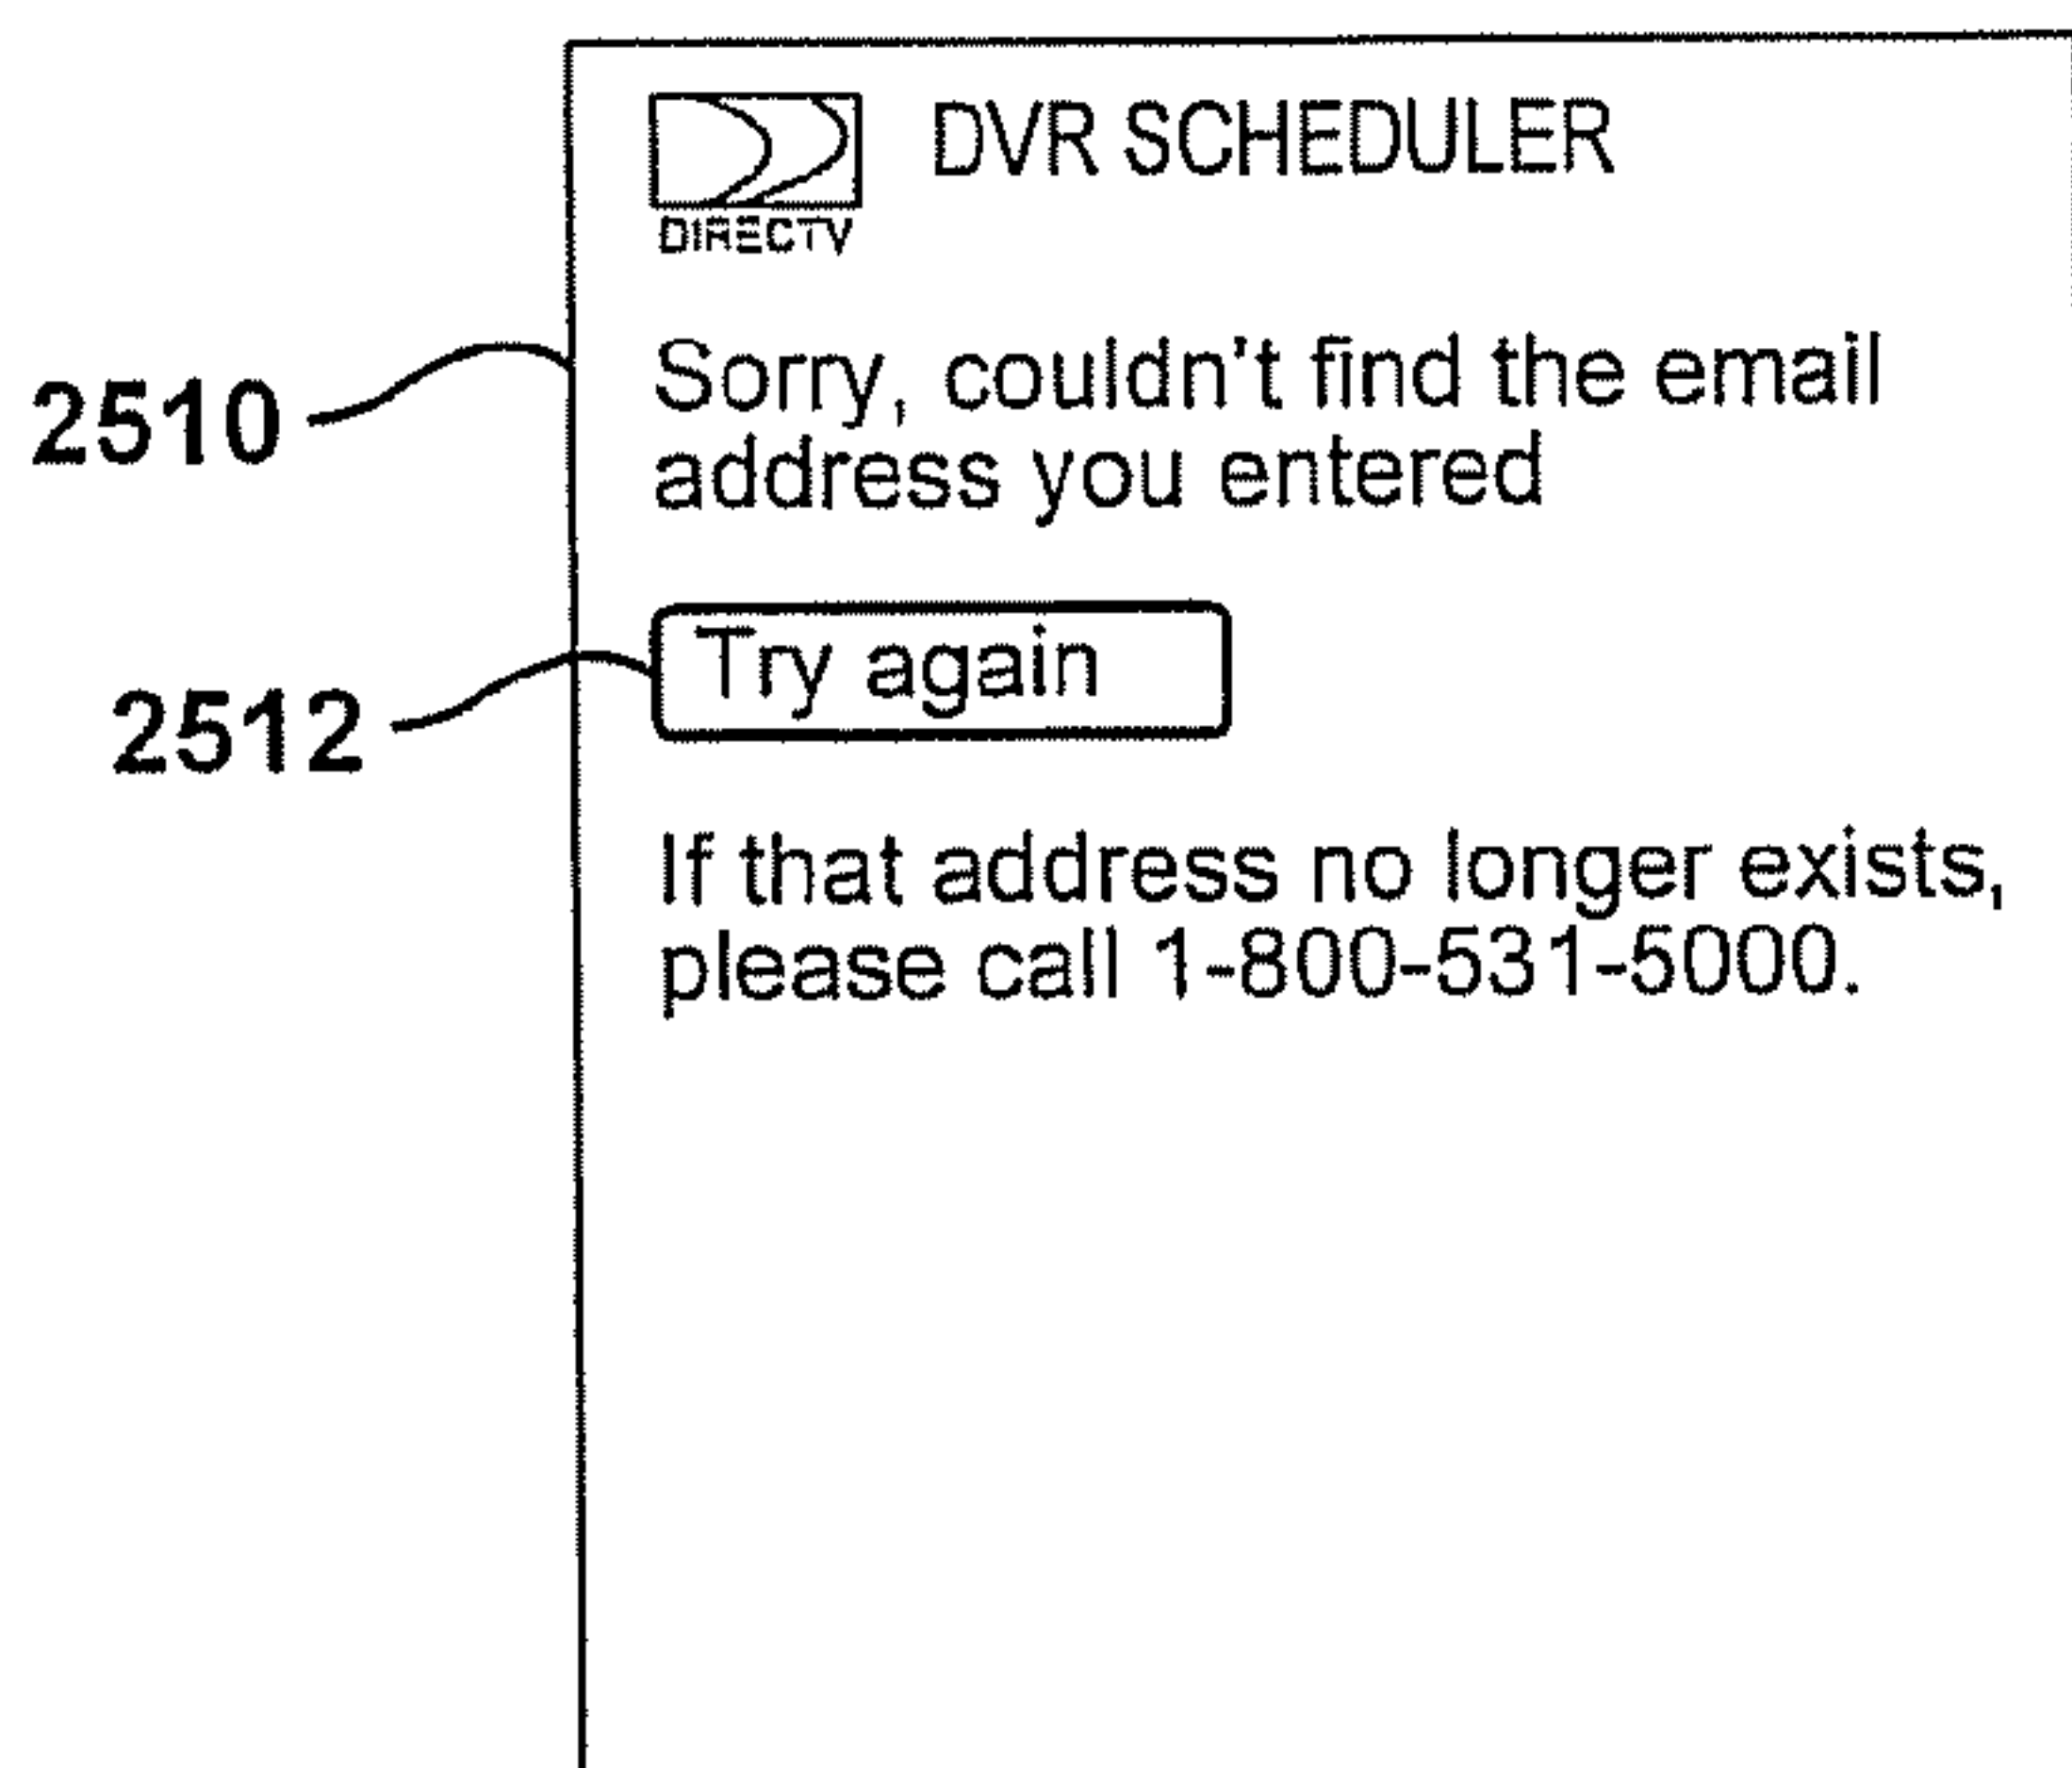 DVR SCHEDULER
DIRECTV
2510
Sorry, couldn't find the email
address you entered
2512
Try again
If that address no longer exists,
please call 1-800-531-5000.